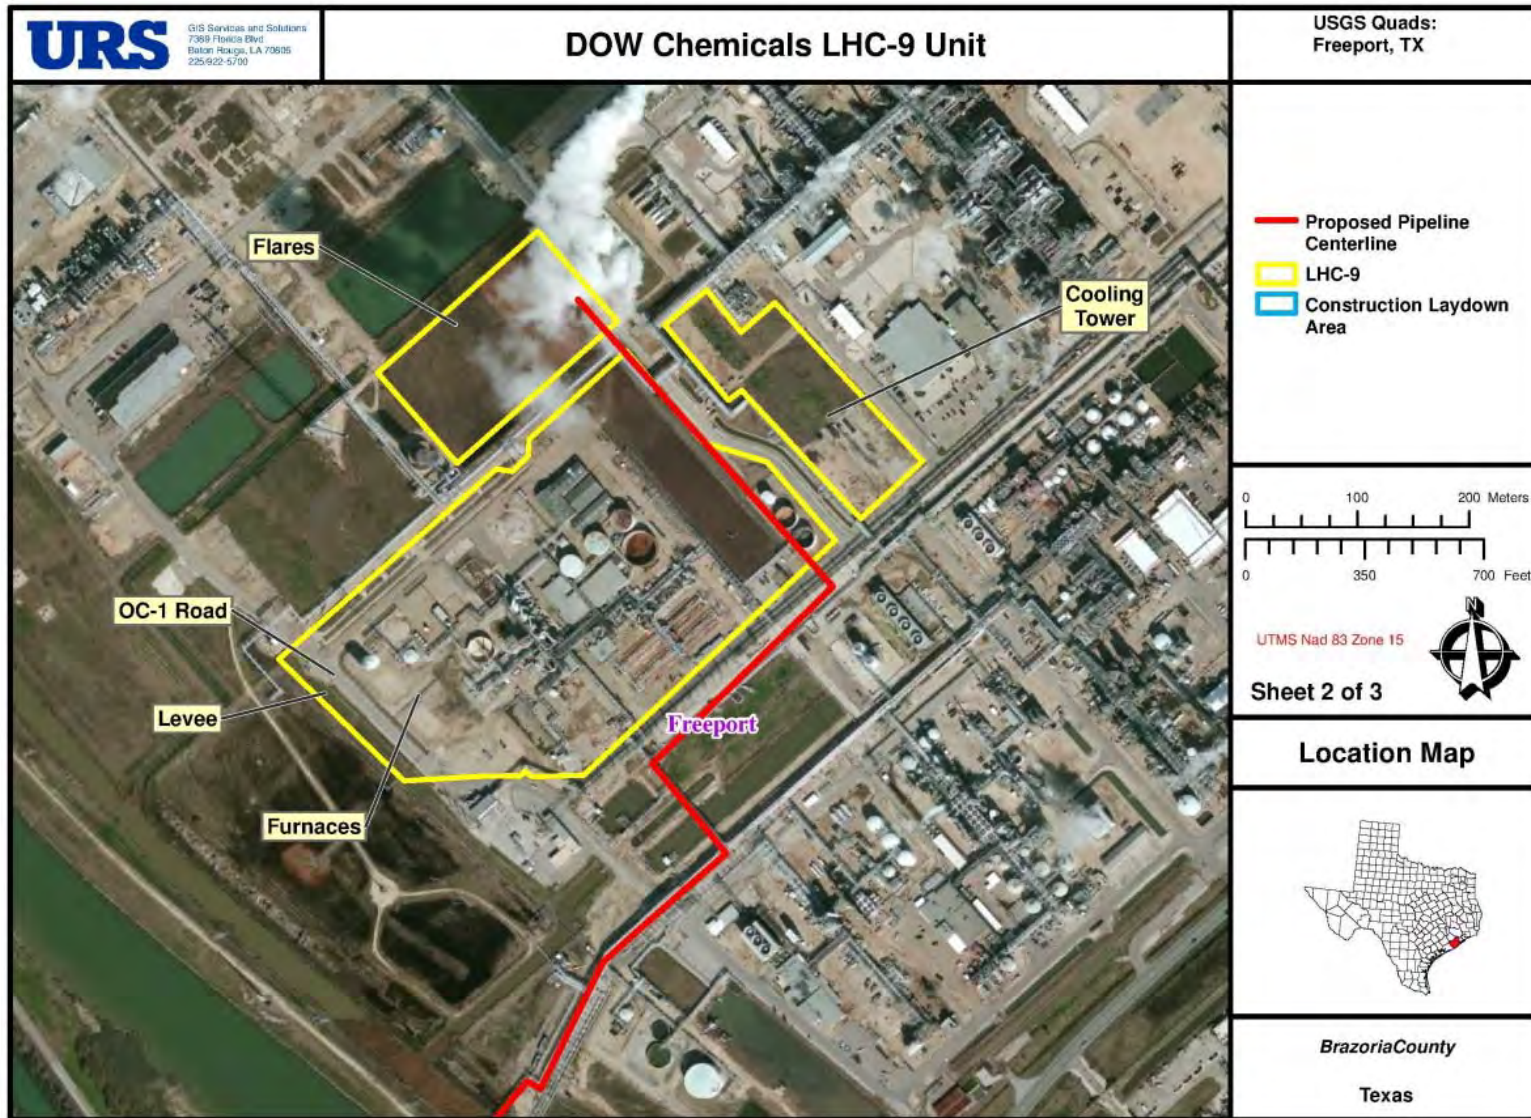 URS
GIS Services and Solutions
7389 Florida Blvd
Baton Rouge, LA 70806
225/922-5700
DOW Chemicals LHC-9 Unit
USGS Quads:
Freeport, TX
Flares
Cooling
Tower
OC-1 Road
Levee
Furnaces
Freeport
Proposed Pipeline
Centerline
LHC-9
Construction Laydown
Area
0 100 200 Meters
0 350 700 Feet
N
UTMS Nad 83 Zone 15
Sheet 2 of 3
Location Map
BrazoriaCounty
Texas